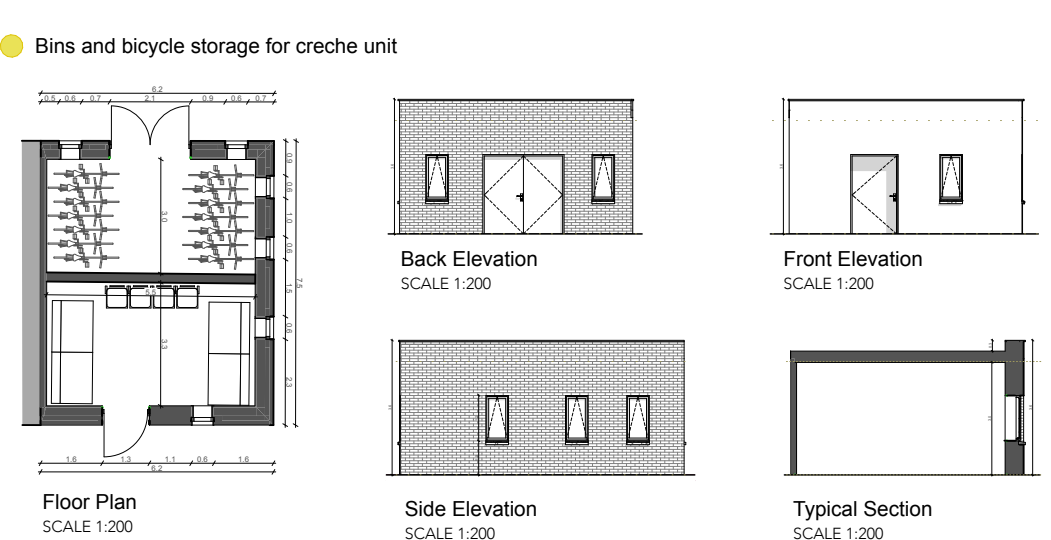 Bins and bicycle storage for creche unit
6.2
0.5 0.6 0.7 2.1 0.9 0.6 0.7
0.9
0.6
1.0
0.6
1.5
0.6
2.3
7.5
3.0
5.5
3.3
1.6 1.3 1.1 0.6 1.6
6.2
Floor Plan
SCALE 1:200
Back Elevation
SCALE 1:200
Front Elevation
SCALE 1:200
Side Elevation
SCALE 1:200
Typical Section
SCALE 1:200